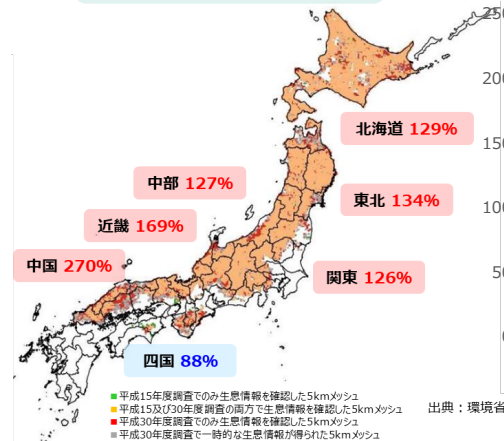 250
200
150
100
50
0
北海道 129%
中部 127%
東北 134%
近畿 169%
中国 270%
関東 126%
四国 88%
平成15年度調査でのみ生息情報を確認した5kmメッシュ
平成15及び30年度調査の両方で生息情報を確認した5kmメッシュ
平成30年度調査でのみ生息情報を確認した5kmメッシュ
平成30年度調査で一時的な生息情報が得られた5kmメッシュ
出典：環境省